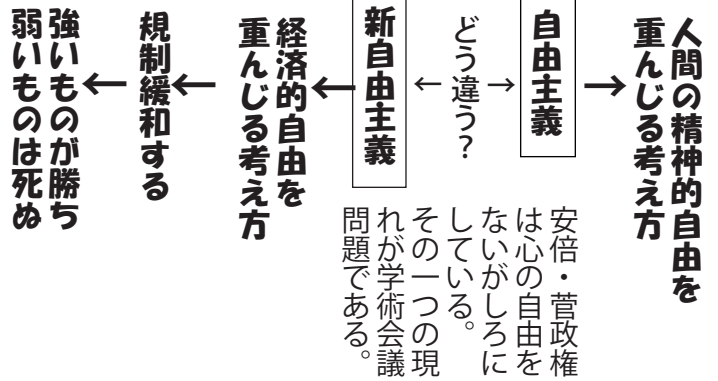 人間の精神的自由を
重んじる考え方
→
自由主義
→
どう違う?
←
新自由主義
←
経済的自由を
重んじる考え方
←
規制緩和する
←
強いものが勝ち
弱いものは死ぬ
安倍・菅政権
は心の自由を
ないがしろに
している。
その一つの現
れが学術会議
問題である。